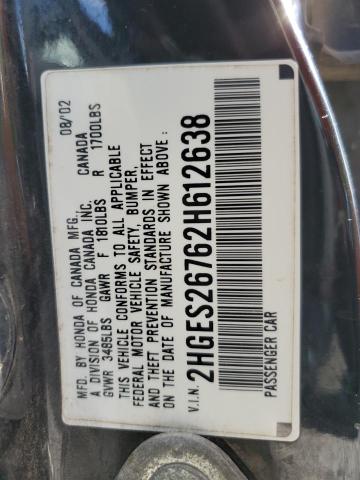 MFD. BY HONDA OF CANADA MFG., 08/02
A DIVISION OF HONDA CANADA INC. CANADA
GVWR 3485LBS GAWR F 1810LBS R 1700LBS
THIS VEHICLE CONFORMS TO ALL APPLICABLE
FEDERAL MOTOR VEHICLE SAFETY, BUMPER,
AND THEFT PREVENTION STANDARDS IN EFFECT
ON THE DATE OF MANUFACTURE SHOWN ABOVE:
V.I.N.: 2HGES26762H612638
PASSENGER CAR